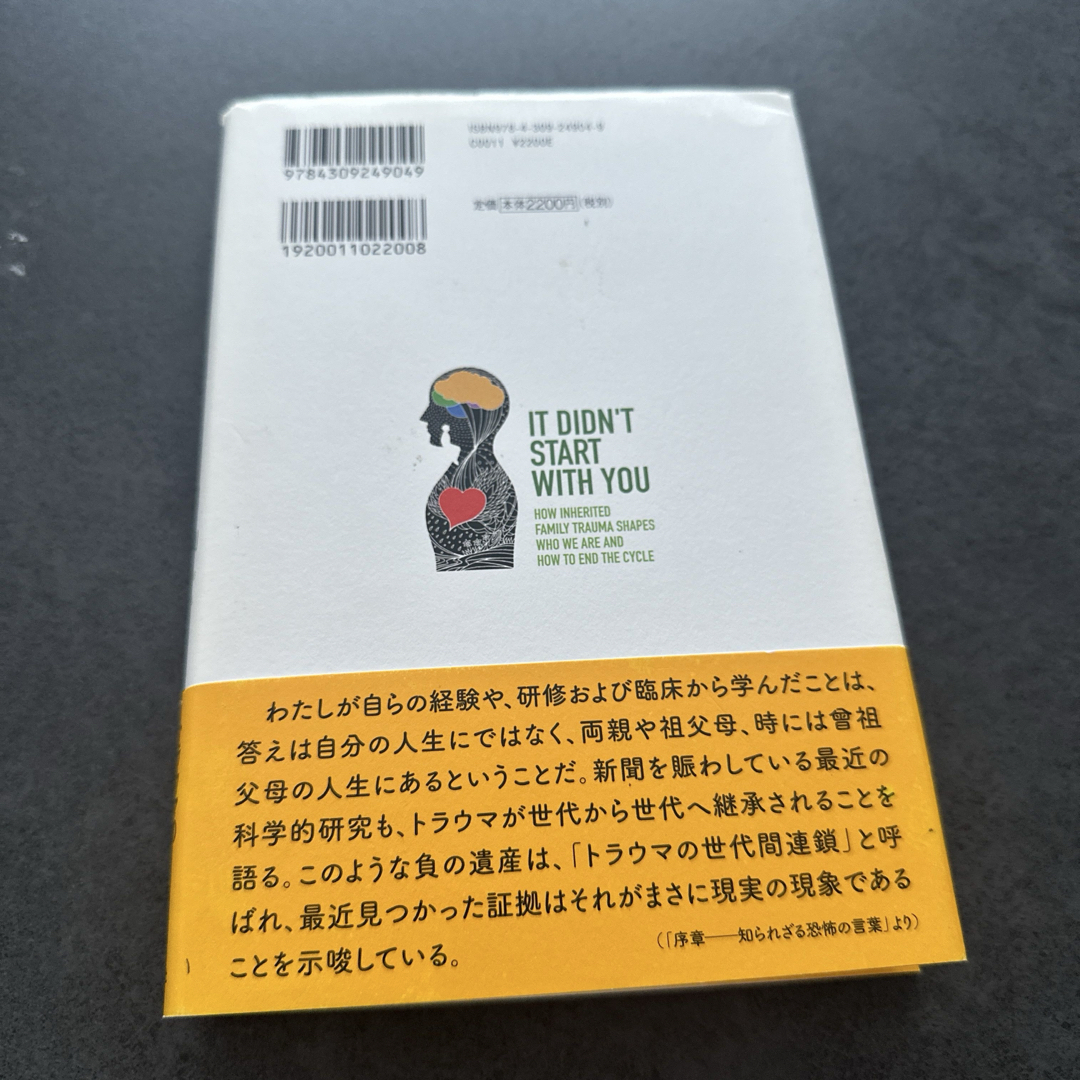 9784309249049
ISBN978-4-309-24904-9
C0011 ¥2200E
1920011022008
定価 本体2200円(税別)
IT DIDN'T
START
WITH YOU
HOW INHERITED
FAMILY TRAUMA SHAPES
WHO WE ARE AND
HOW TO END THE CYCLE
わたしが自らの経験や、研修および臨床から学んだことは、
答えは自分の人生にではなく、両親や祖父母、時には曾祖
父母の人生にあるということだ。新聞を賑わしている最近の
科学的研究も、トラウマが世代から世代へ継承されることを
語る。このような負の遺産は、「トラウマの世代間連鎖」と呼
ばれ、最近見つかった証拠はそれがまさに現実の現象である
ことを示唆している。
(「序章──知られざる恐怖の言葉」より)